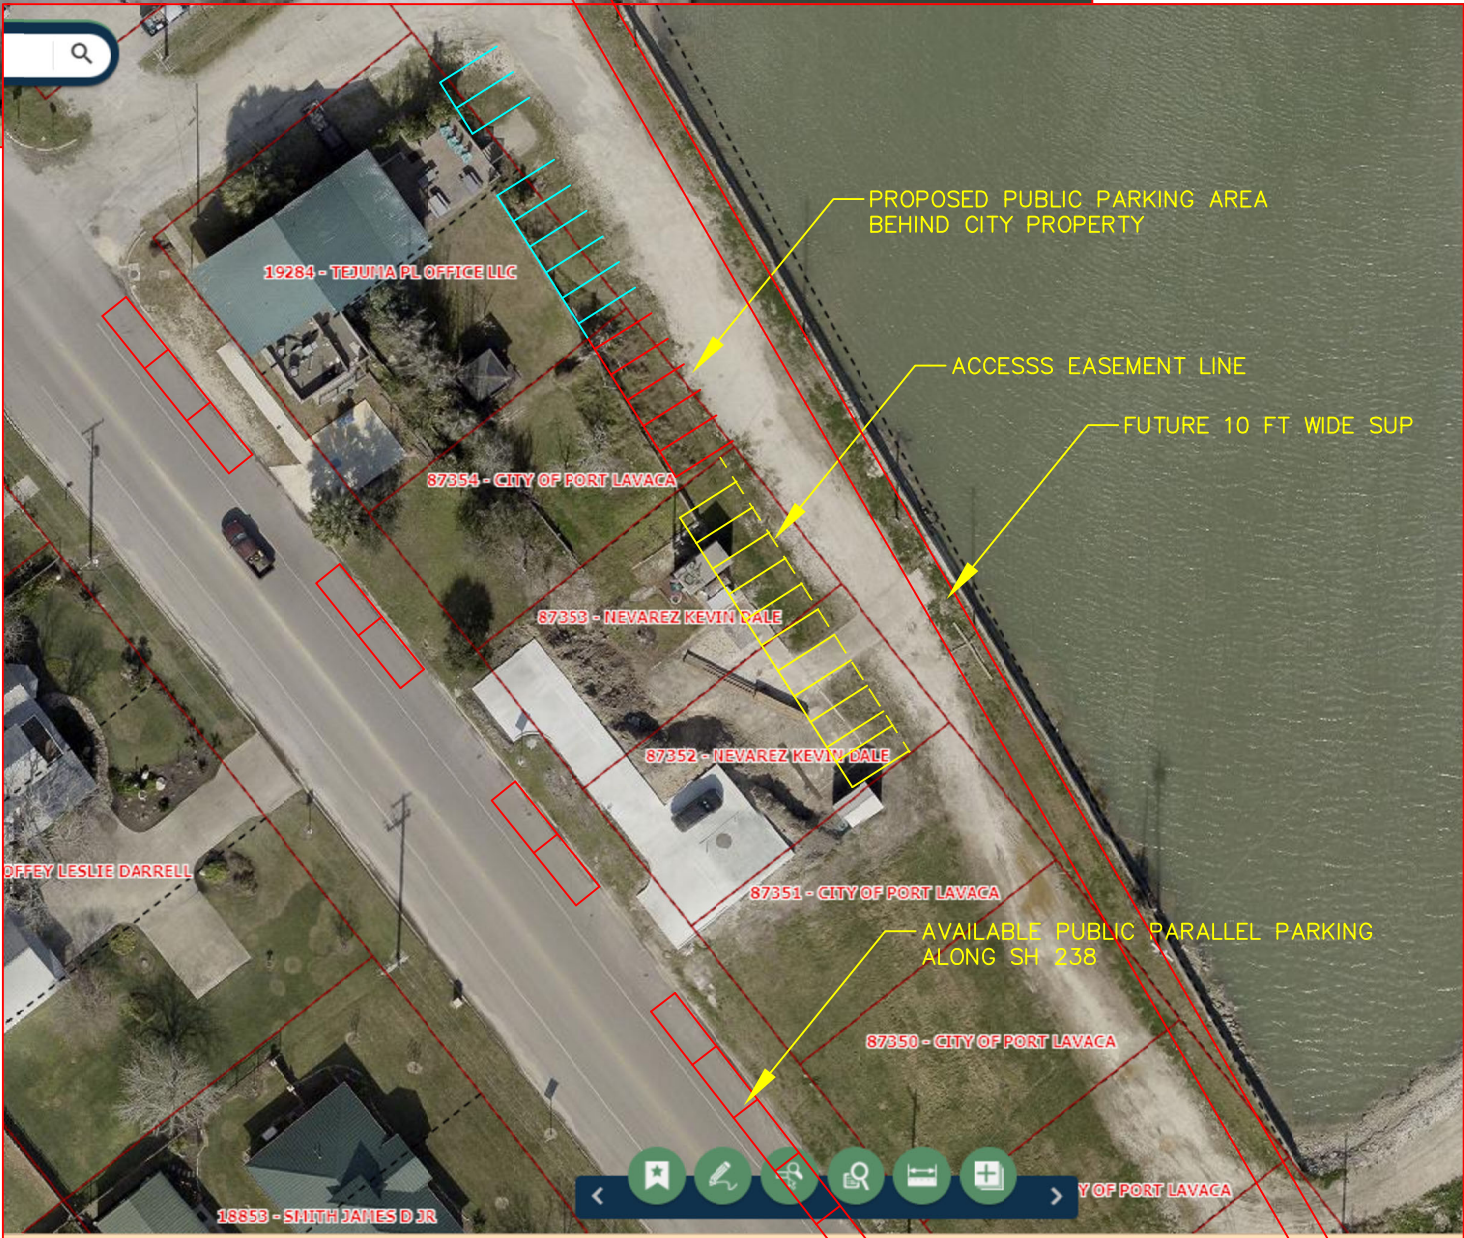 PROPOSED PUBLIC PARKING AREA
BEHIND CITY PROPERTY
19284 - TEJUMA PL OFFICE LLC
ACCESSS EASEMENT LINE
FUTURE 10 FT WIDE SUP
87354 - CITY OF PORT LAVACA
87353 - NEVAREZ KEVIN DALE
87352 - NEVAREZ KEVIN DALE
OFFEY LESLIE DARRELL
87351 - CITY OF PORT LAVACA
AVAILABLE PUBLIC PARALLEL PARKING
ALONG SH 238
87350 - CITY OF PORT LAVACA
Y OF PORT LAVACA
18853 - SMITH JAMES D JR